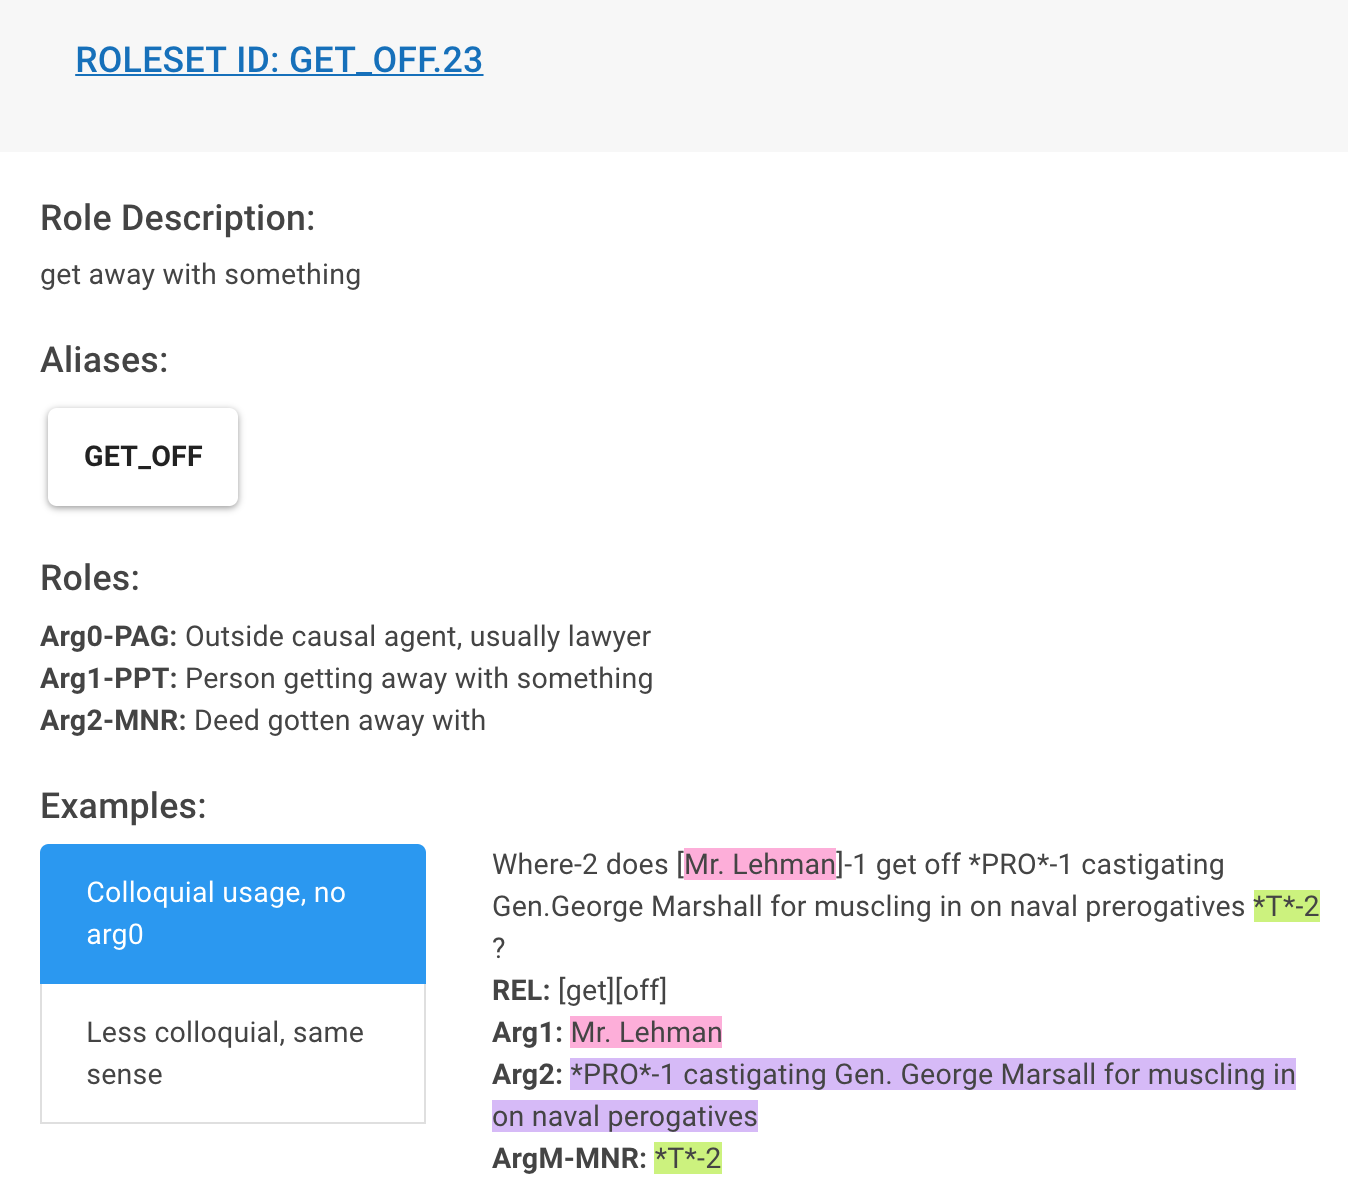 ROLESET ID: GET_OFF.23
Role Description:
get away with something
Aliases:
GET_OFF
Roles:
Arg0-PAG: Outside causal agent, usually lawyer
Arg1-PPT: Person getting away with something
Arg2-MNR: Deed gotten away with
Examples:
Colloquial usage, no
arg0
Less colloquial, same
sense
Where-2 does [Mr. Lehman]-1 get off *PRO*-1 castigating
Gen.George Marshall for muscling in on naval prerogatives *T*-2
?
REL: [get][off]
Arg1: Mr. Lehman
Arg2: *PRO*-1 castigating Gen. George Marsall for muscling in
on naval perogatives
ArgM-MNR: *T*-2